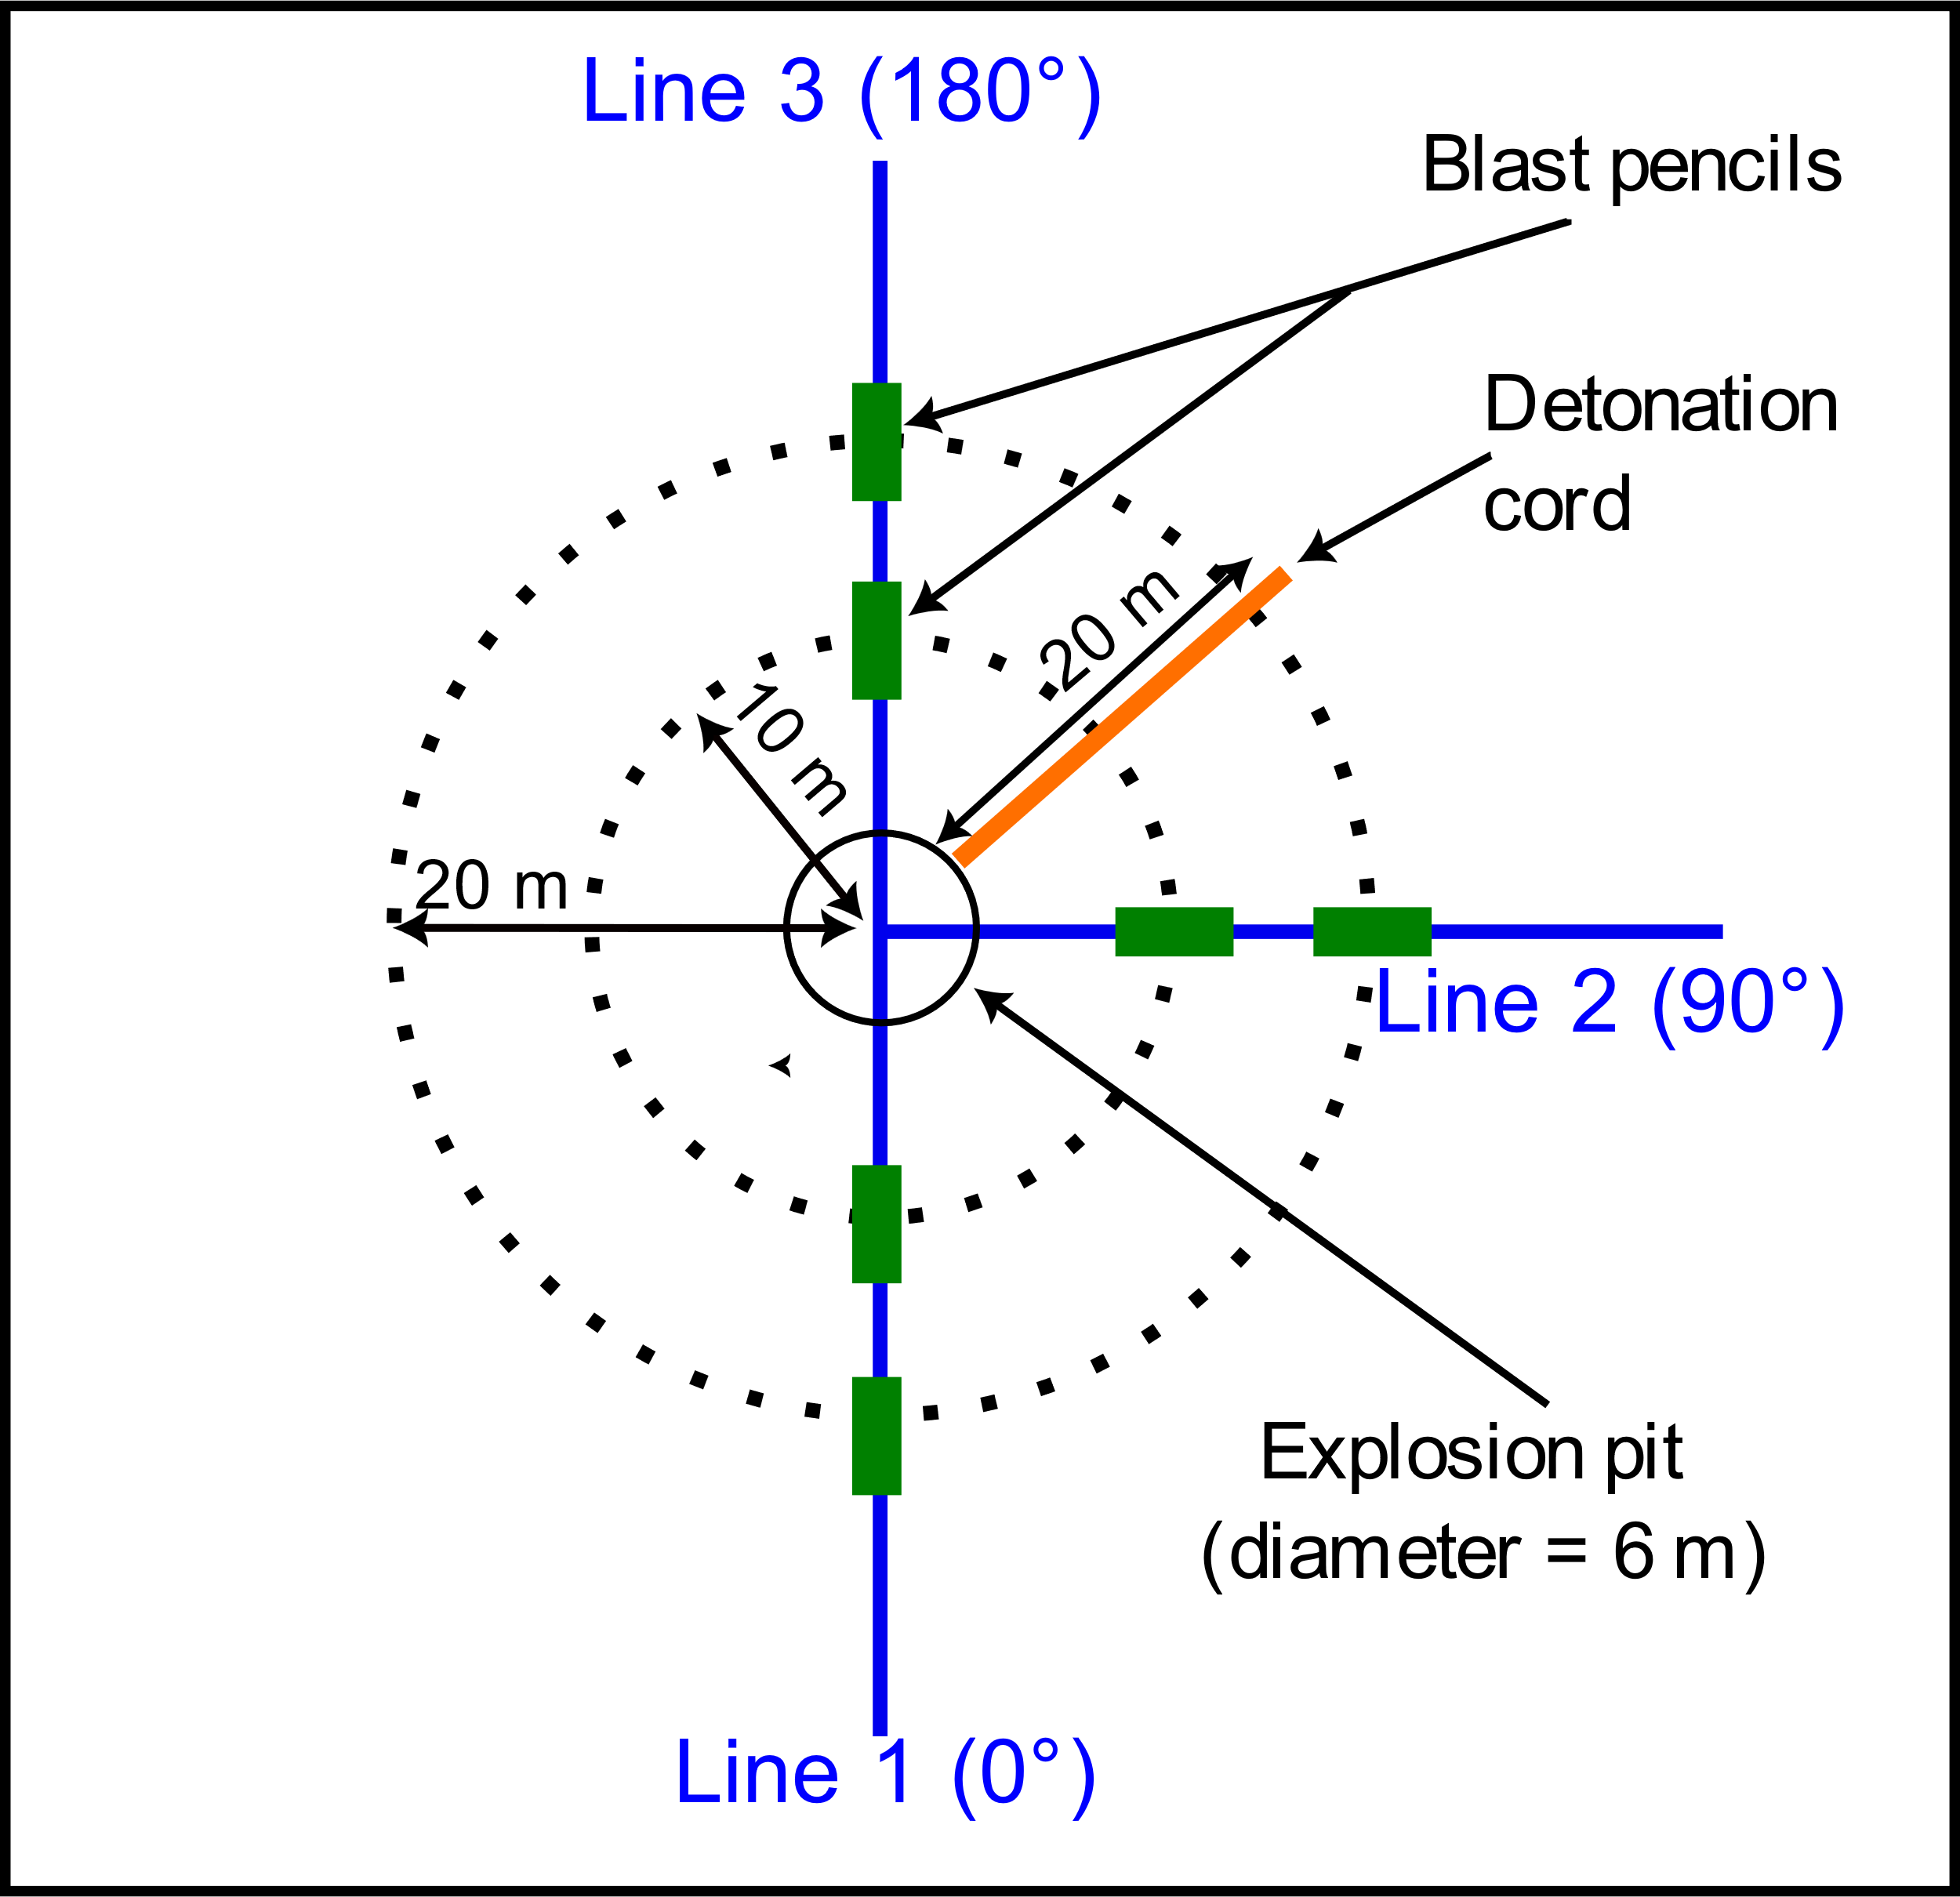 Line 3 (180°)
Blast pencils
Detonation
cord
20 m
10 m
20 m
Line 2 (90°)
Explosion pit
(diameter = 6 m)
Line 1 (0°)